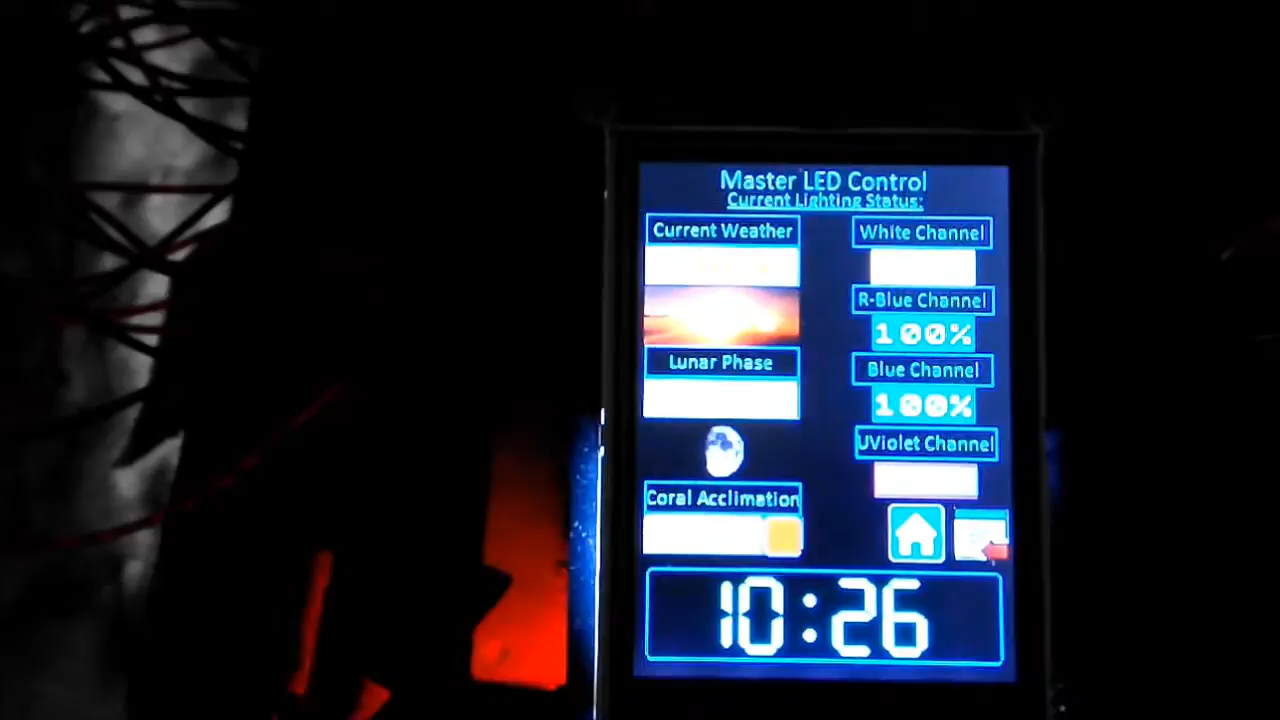 Master LED Control
Current Lighting Status:
Current Weather
White Channel
R-Blue Channel
100%
Lunar Phase
Blue Channel
100%
UViolet Channel
Coral Acclimation
10:26